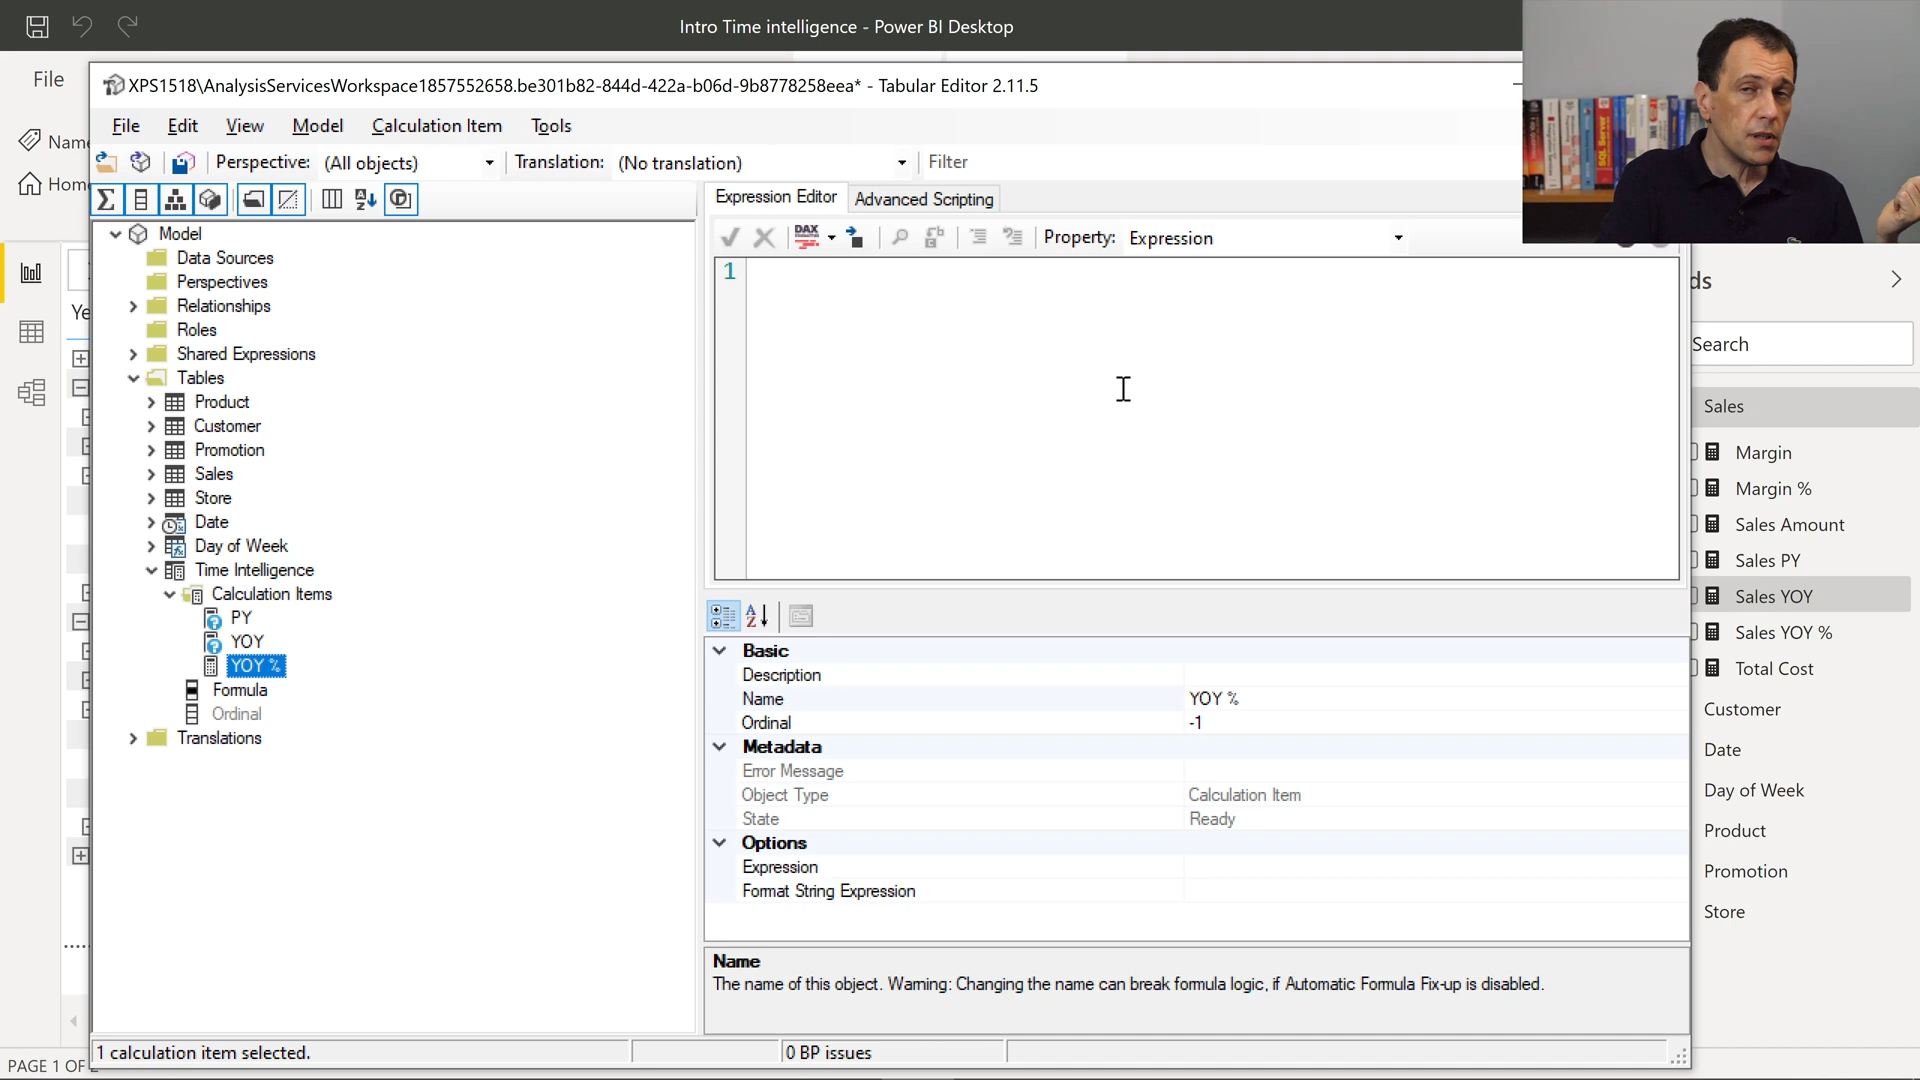 Intro Time intelligence - Power BI Desktop
File
Name
Home
XPS1518\AnalysisServicesWorkspace1857552658.be301b82-844d-422a-b06d-9b8778258eea* - Tabular Editor 2.11.5
File Edit View Model Calculation Item Tools
Perspective: (All objects) Translation: (No translation) Filter
Expression Editor Advanced Scripting
DAX Property: Expression
1
Model
Data Sources
Perspectives
Relationships
Roles
Shared Expressions
Tables
Product
Customer
Promotion
Sales
Store
Date
Day of Week
Time Intelligence
Calculation Items
PY
YOY
YOY %
Formula
Ordinal
Translations
Ye
Basic
Description
Name YOY %
Ordinal -1
Metadata
Error Message
Object Type Calculation Item
State Ready
Options
Expression
Format String Expression
Name
The name of this object. Warning: Changing the name can break formula logic, if Automatic Formula Fix-up is disabled.
1 calculation item selected.
0 BP issues
PAGE 1 OF 2
ds
Search
Sales
Margin
Margin %
Sales Amount
Sales PY
Sales YOY
Sales YOY %
Total Cost
Customer
Date
Day of Week
Product
Promotion
Store